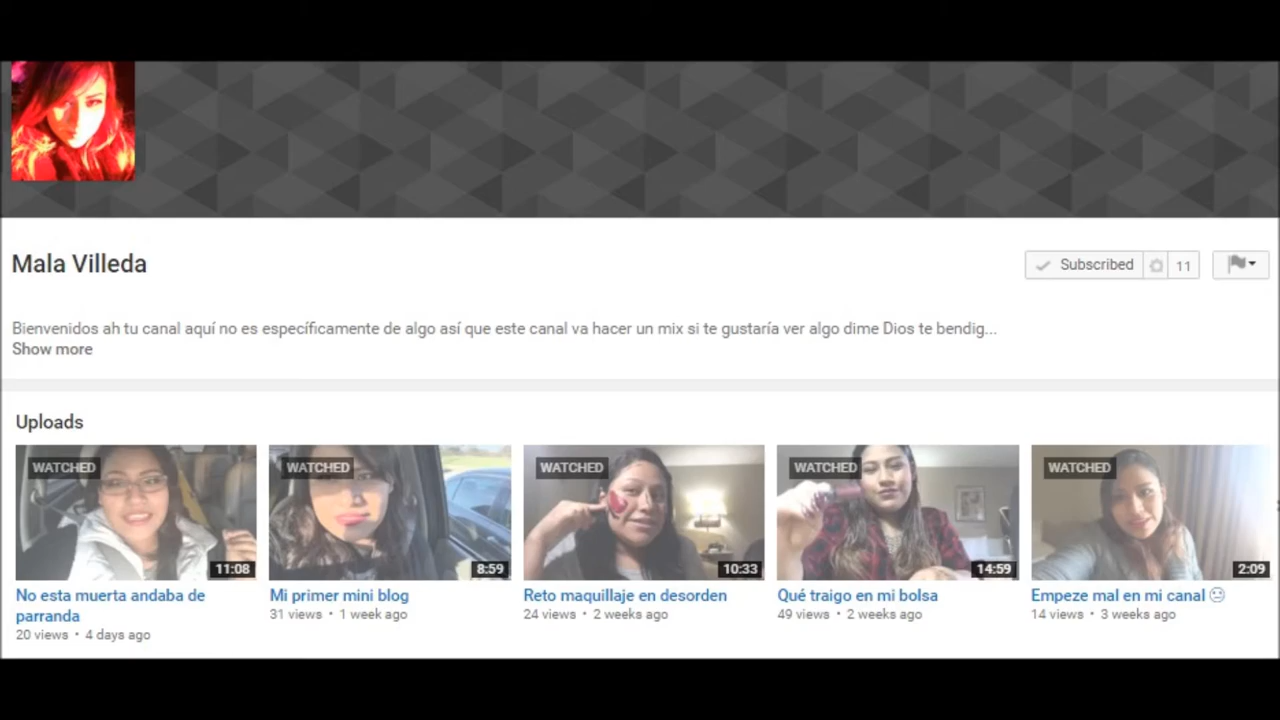 Mala Villeda
Subscribed 11
Bienvenidos ah tu canal aquí no es específicamente de algo así que este canal va hacer un mix si te gustaría ver algo dime Dios te bendig...
Show more
Uploads
WATCHED WATCHED WATCHED WATCHED WATCHED
11:08 8:59 10:33 14:59 2:09
No esta muerta andaba de
parranda
20 views • 4 days ago
Mi primer mini blog
31 views • 1 week ago
Reto maquillaje en desorden
24 views • 2 weeks ago
Qué traigo en mi bolsa
49 views • 2 weeks ago
Empeze mal en mi canal 😐
14 views • 3 weeks ago